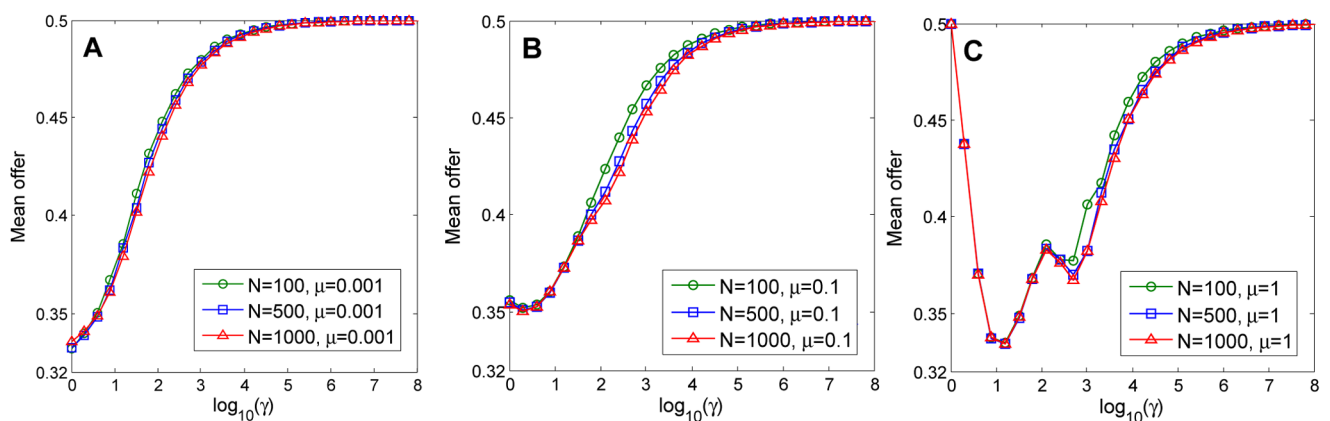 A
Mean offer
0.5
0.45
0.4
0.35
0.32
0 1 2 3 4 5 6 7 8
log10(γ)
N=100, μ=0.001
N=500, μ=0.001
N=1000, μ=0.001
B
Mean offer
0.5
0.45
0.4
0.35
0.32
0 1 2 3 4 5 6 7 8
log10(γ)
N=100, μ=0.1
N=500, μ=0.1
N=1000, μ=0.1
C
Mean offer
0.5
0.45
0.4
0.35
0.32
0 1 2 3 4 5 6 7 8
log10(γ)
N=100, μ=1
N=500, μ=1
N=1000, μ=1